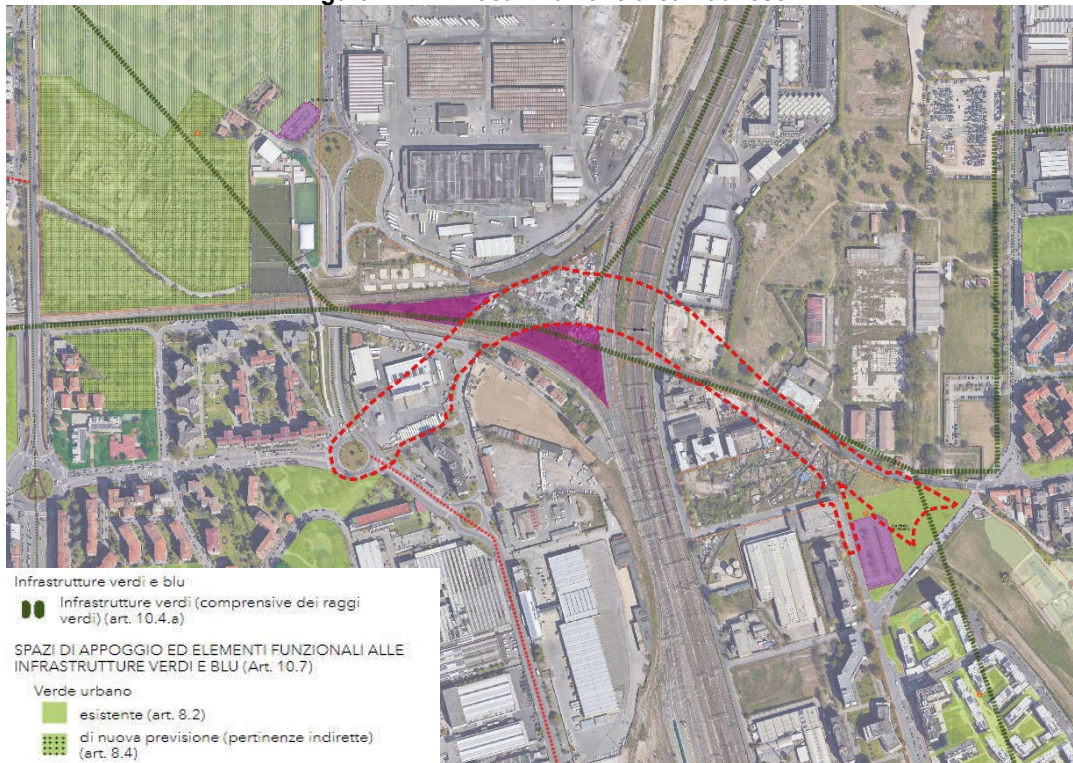 Infrastrutture verdi e blu
Infrastrutture verdi (comprensive dei raggi
verdi) (art. 10.4.a)
SPAZI DI APPOGGIO ED ELEMENTI FUNZIONALI ALLE
INFRASTRUTTURE VERDI E BLU (Art. 10.7)
Verde urbano
esistente (art. 8.2)
di nuova previsione (pertinenze indirette)
(art. 8.4)